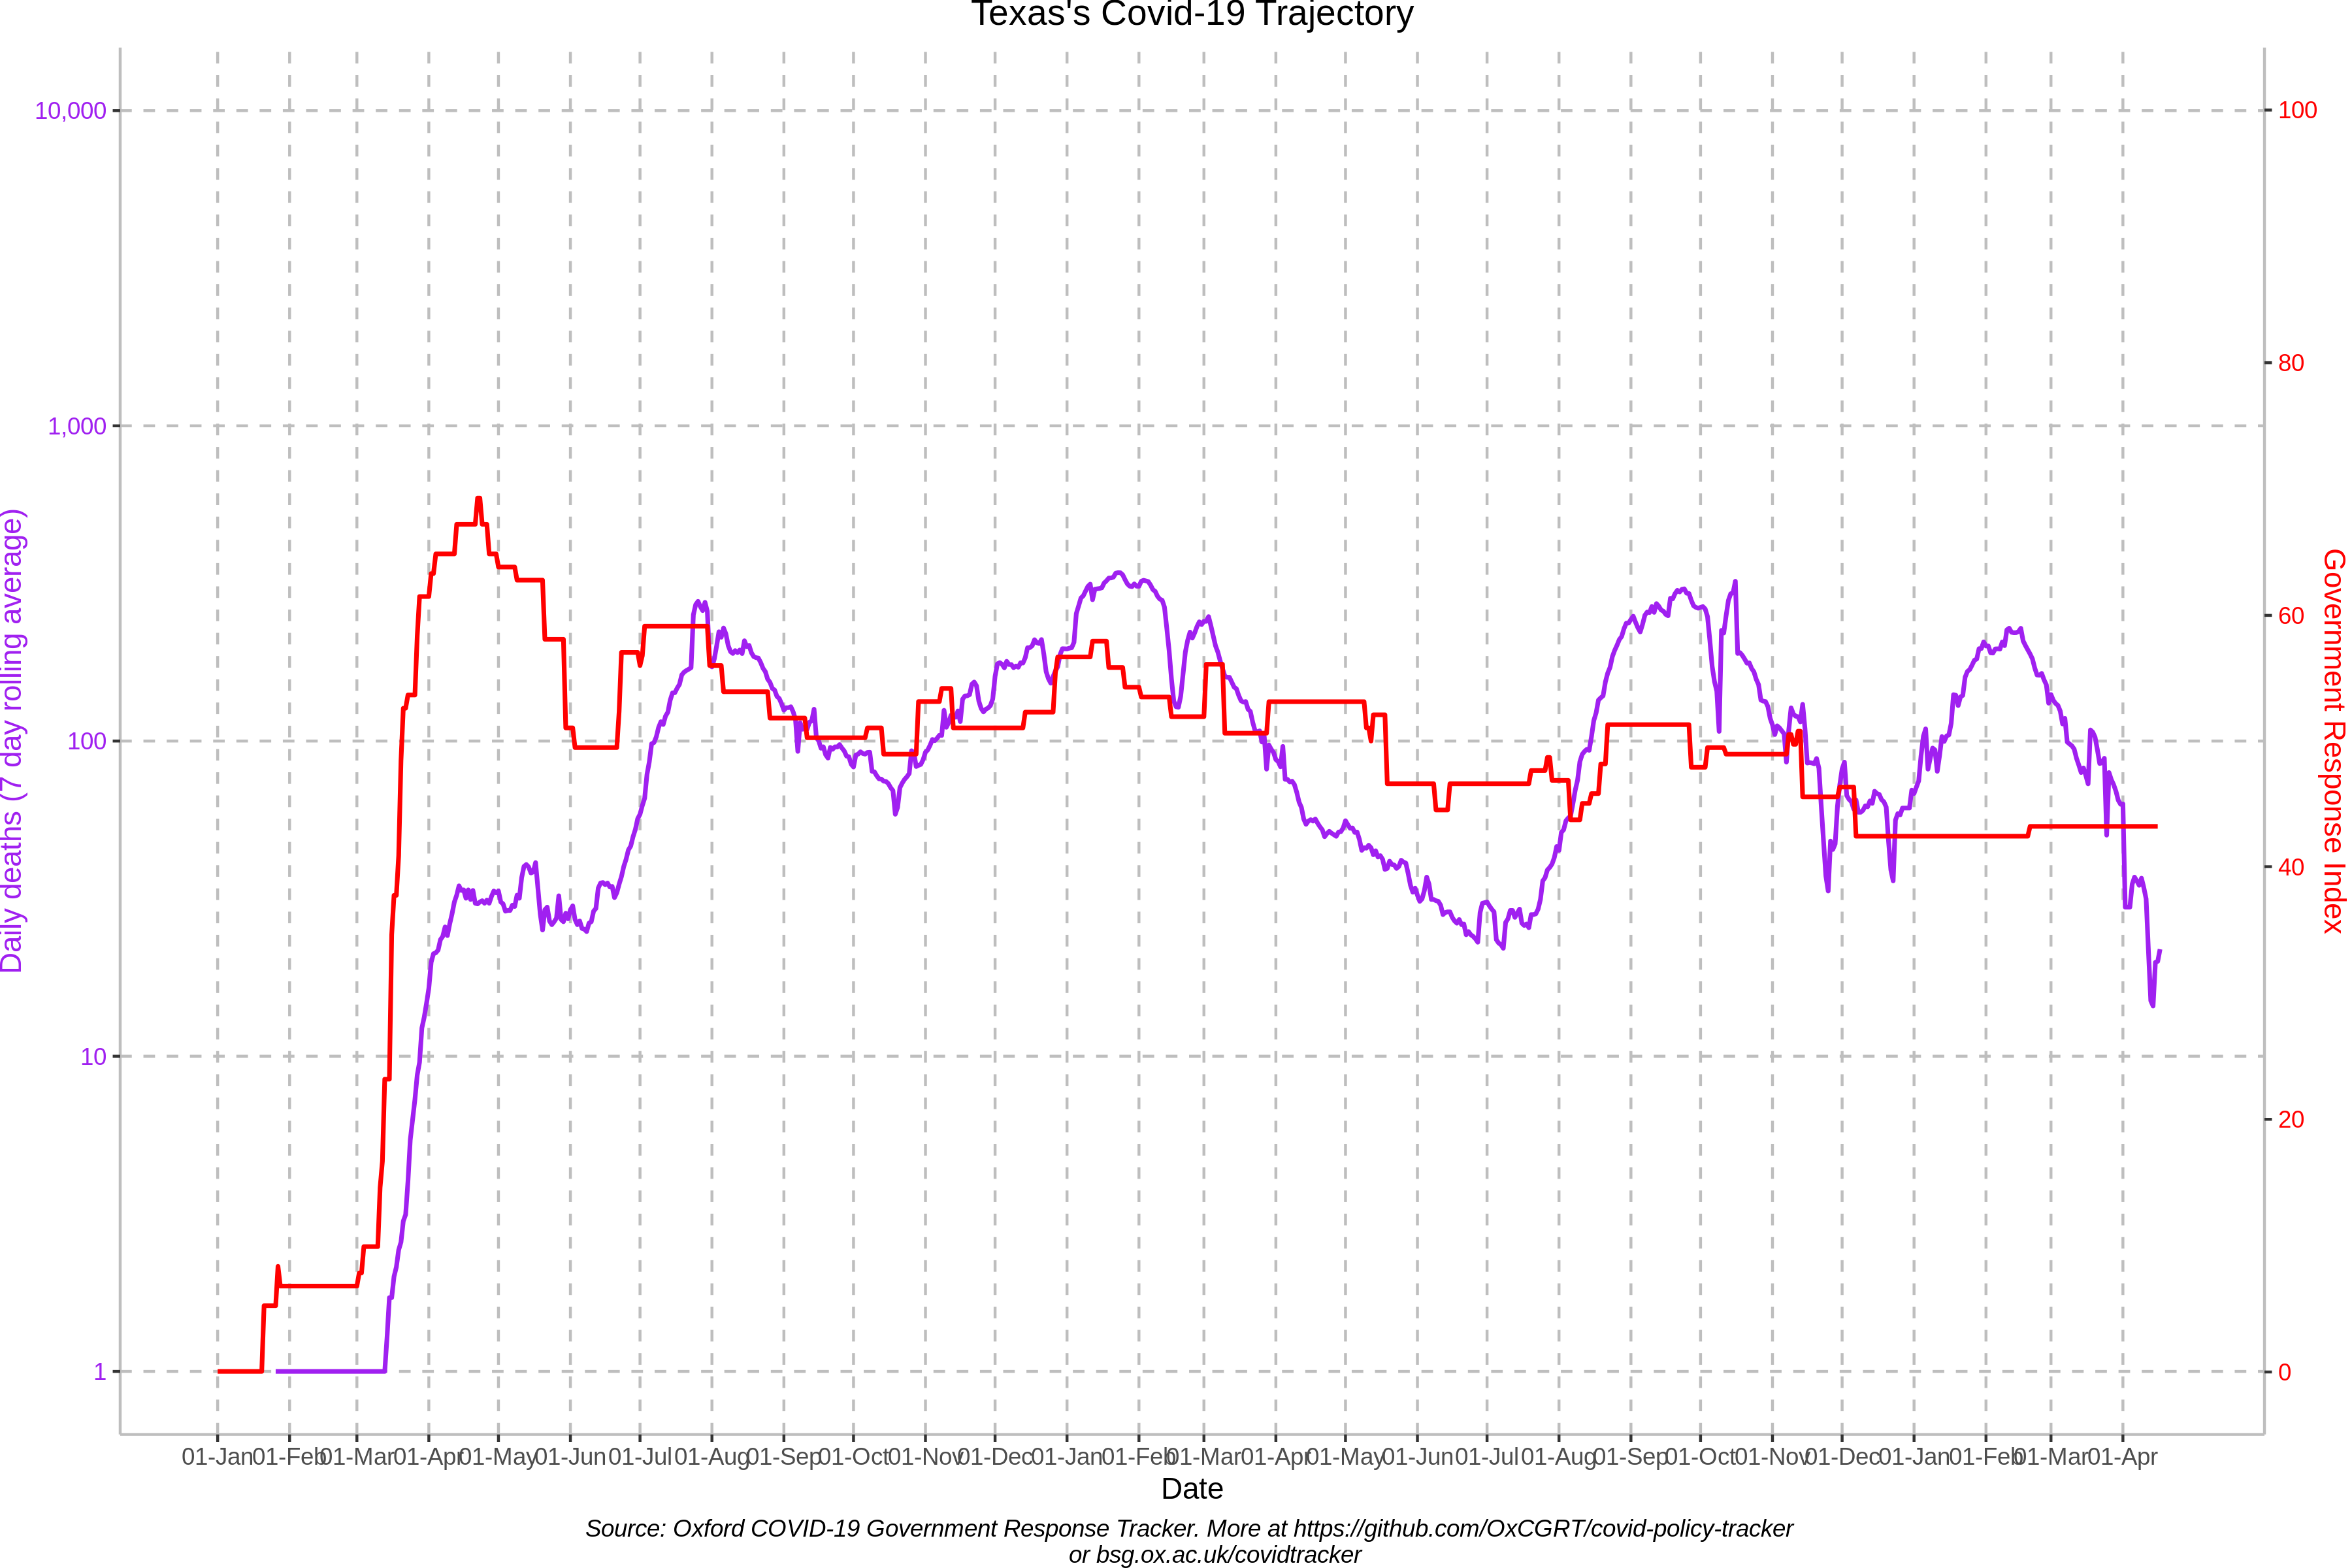 Texas's Covid-19 Trajectory
10,000
1,000
100
10
1
Daily deaths (7 day rolling average)
100
80
60
40
20
0
Government Response Index
01-Jan 01-Feb 01-Mar 01-Apr 01-May 01-Jun 01-Jul 01-Aug 01-Sep 01-Oct 01-Nov 01-Dec 01-Jan 01-Feb 01-Mar 01-Apr 01-May 01-Jun 01-Jul 01-Aug 01-Sep 01-Oct 01-Nov 01-Dec 01-Jan 01-Feb 01-Mar 01-Apr
Date
Source: Oxford COVID-19 Government Response Tracker. More at https://github.com/OxCGRT/covid-policy-tracker
or bsg.ox.ac.uk/covidtracker